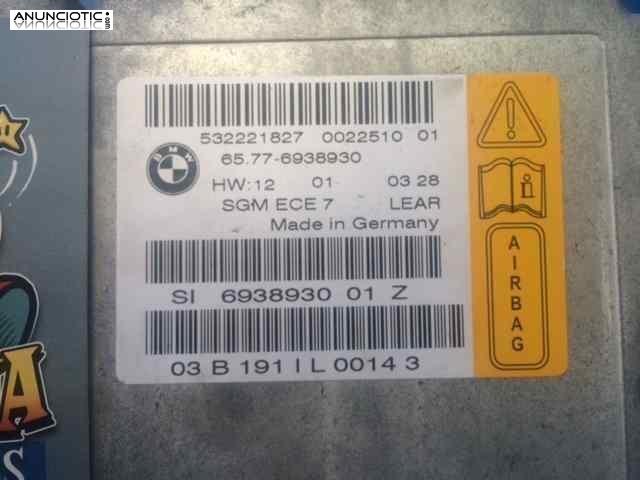 ANUNCIOTIC.com
532221827 0022510 01
BMW
65.77-6938930
HW:12 01 03 28
SGM ECE 7 LEAR
Made in Germany
SI 6938930 01 Z
03 B 191 I L 0014 3
AIRBAG
A
S